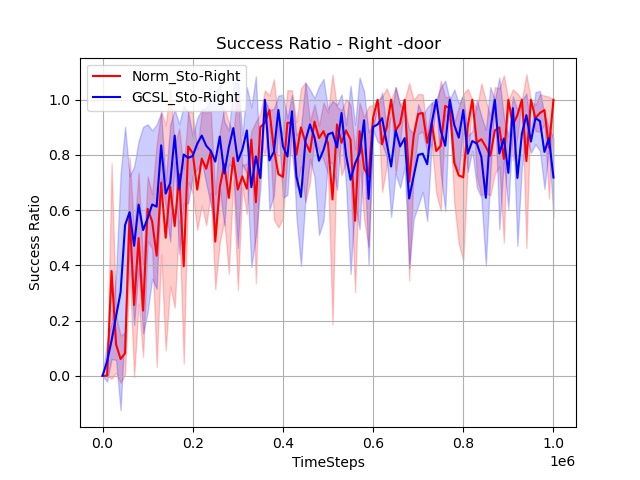 Success Ratio - Right -door
Norm_Sto-Right
GCSL_Sto-Right
Success Ratio
1.0
0.8
0.6
0.4
0.2
0.0
0.0 0.2 0.4 0.6 0.8 1.0
1e6
TimeSteps